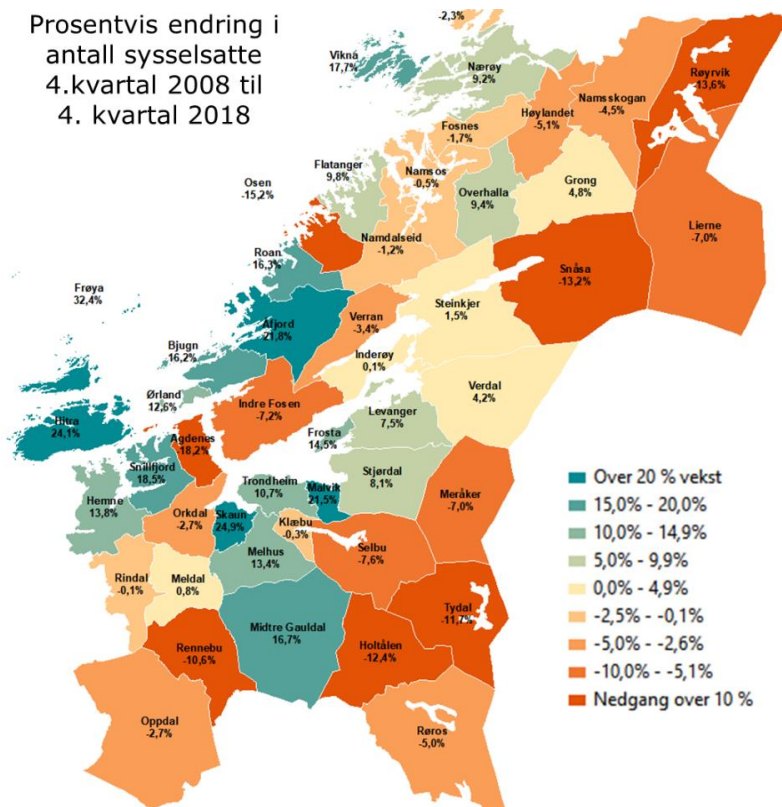 Prosentvis endring i
antall sysselsatte
4.kvartal 2008 til
4. kvartal 2018
-2,3%
Vikna
17,7%
Nærøy
9,2%
Røyrvik
-13,6%
Namsskogan
-4,5%
Høylandet
-5,1%
Fosnes
-1,7%
Flatanger
9,8%
Namsos
-0,5%
Overhalla
9,4%
Grong
4,8%
Osen
-15,2%
Lierne
-7,0%
Namdalseid
-1,2%
Roan
16,3%
Snåsa
-13,2%
Frøya
32,4%
Steinkjer
1,5%
Verran
-3,4%
Åfjord
21,8%
Bjugn
16,2%
Inderøy
0,1%
Verdal
4,2%
Ørland
12,6%
Indre Fosen
-7,2%
Levanger
7,5%
Hitra
24,1%
Agdenes
-18,2%
Frosta
14,5%
Snillfjord
18,5%
Stjørdal
8,1%
Trondheim
10,7%
Malvik
21,5%
Meråker
-7,0%
Hemne
13,8%
Orkdal
-2,7%
Skaun
24,9%
Klæbu
-0,3%
Melhus
13,4%
Selbu
-7,6%
Rindal
-0,1%
Meldal
0,8%
Tydal
-11,7%
Midtre Gauldal
16,7%
Rennebu
-10,6%
Holtålen
-12,4%
Oppdal
-2,7%
Røros
-5,0%
Over 20 % vekst
15,0% - 20,0%
10,0% - 14,9%
5,0% - 9,9%
0,0% - 4,9%
-2,5% - -0,1%
-5,0% - -2,6%
-10,0% - -5,1%
Nedgang over 10 %